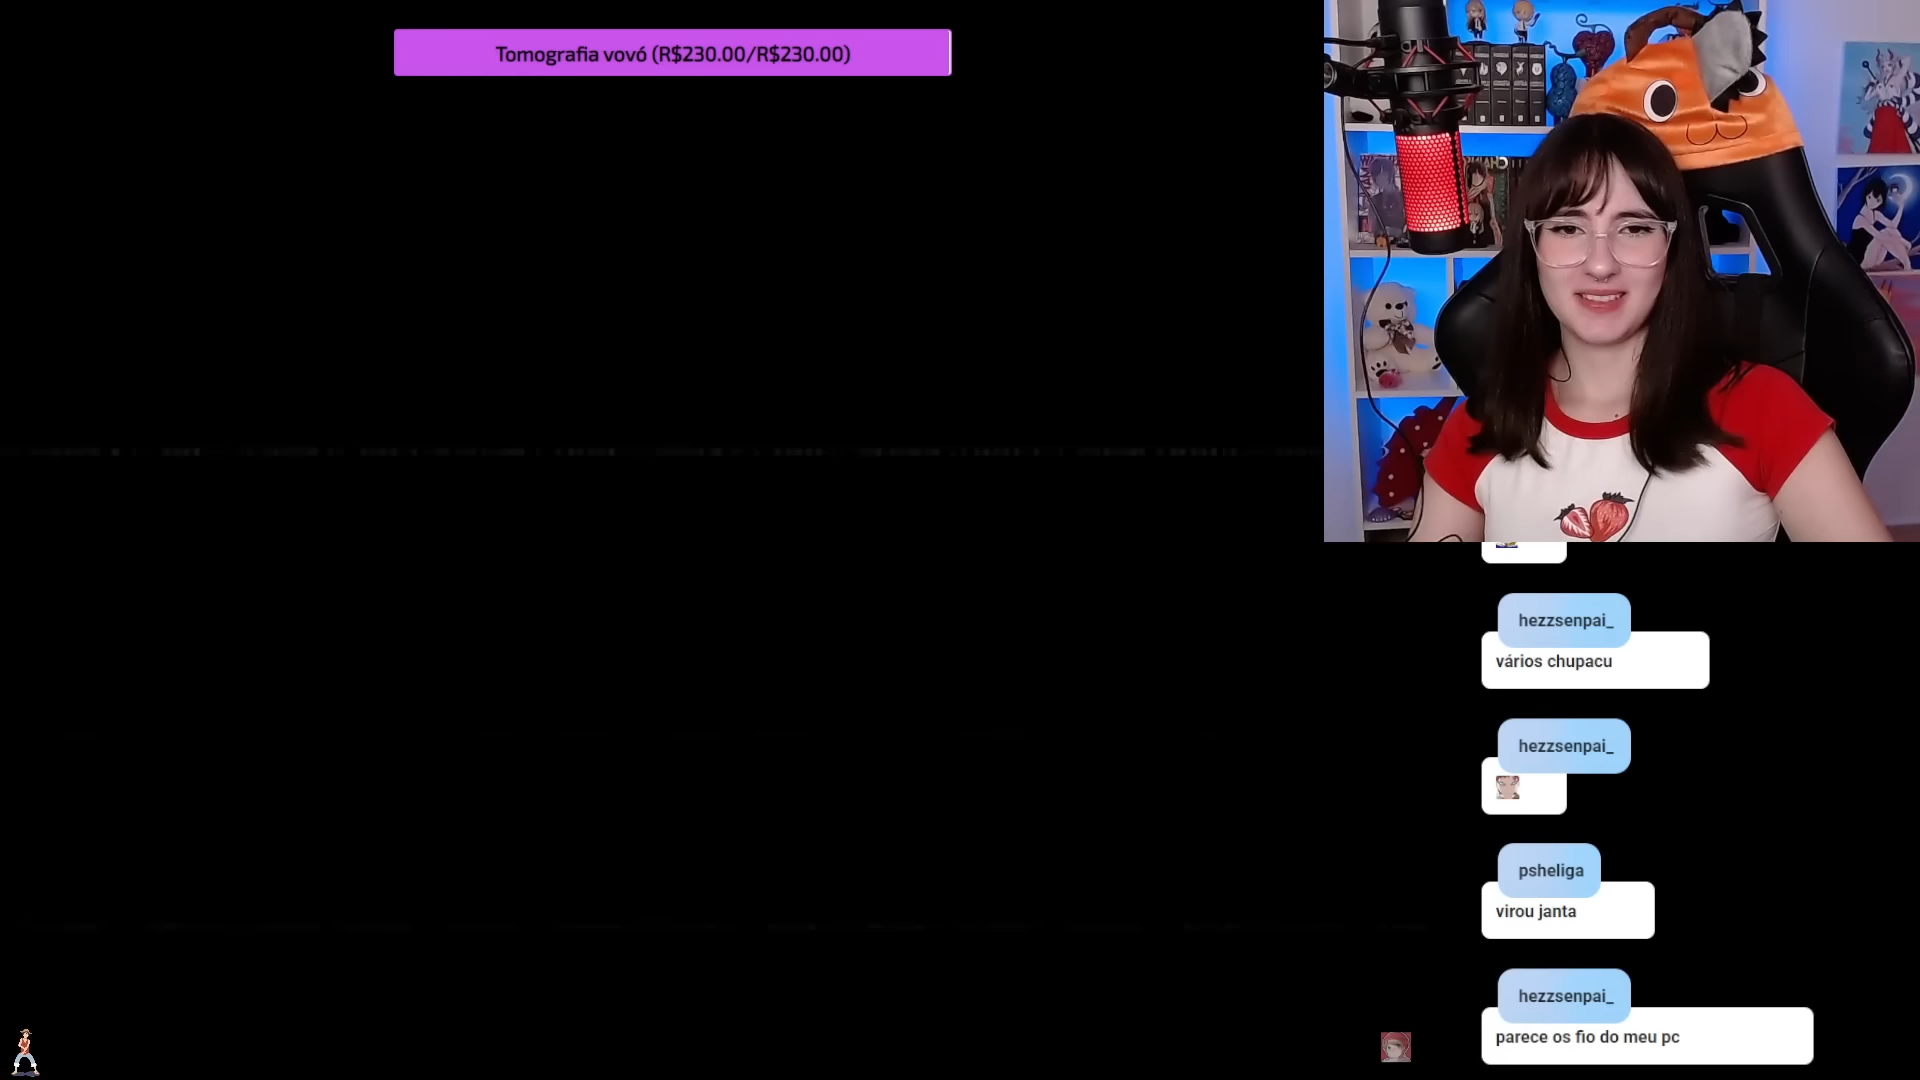 Tomografia vovó (R$230.00/R$230.00)
hezzsenpai_
vários chupacu
hezzsenpai_
psheliga
virou janta
hezzsenpai_
parece os fio do meu pc